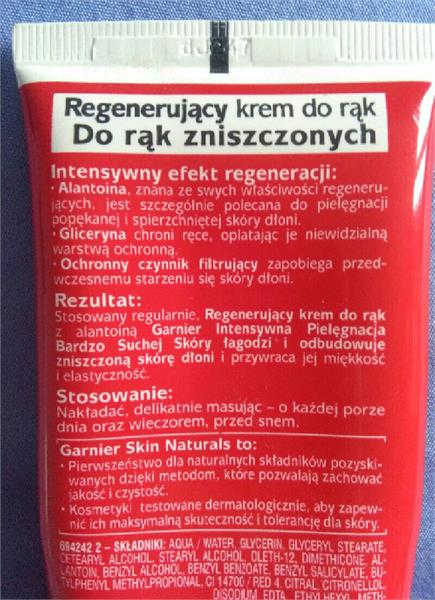 Regenerujący krem do rąk
Do rąk zniszczonych
Intensywny efekt regeneracji:
• Alantoina, znana ze swych właściwości regeneru-
jących, jest szczególnie polecana do pielęgnacji
popękanej i spierzchniętej skóry dłoni.
• Gliceryna chroni ręce, oplatając je niewidzialną
warstwą ochronną.
• Ochronny czynnik filtrujący zapobiega przed-
wczesnemu starzeniu się skóry dłoni.
Rezultat:
Stosowany regularnie, Regenerujący krem do rąk
z alantoiną Garnier Intensywna Pielęgnacja
Bardzo Suchej Skóry łagodzi i odbudowuje
zniszczoną skórę dłoni i przywraca jej miękkość
i elastyczność.
Stosowanie:
Nakładać, delikatnie masując – o każdej porze
dnia oraz wieczorem, przed snem.
Garnier Skin Naturals to:
• Pierwszeństwo dla naturalnych składników pozyski-
wanych dzięki metodom, które pozwalają zachować
jakość i czystość.
• Kosmetyki testowane dermatologicznie, aby zapew-
nić ich maksymalną skuteczność i tolerancję dla skóry.
694242 2 – SKŁADNIKI: AQUA / WATER, GLYCERIN, GLYCERYL STEARATE,
CETEARYL ALCOHOL, STEARYL ALCOHOL, OLETH-12, DIMETHICONE, AL-
LANTOIN, BENZYL ALCOHOL, BENZYL BENZOATE, BENZYL SALICYLATE, BU-
TYLPHENYL METHYLPROPIONAL, CI 14700 / RED 4, CITRAL, CITRONELLOL,
DISODIUM EDTA, ETHYLHEXYL METH-